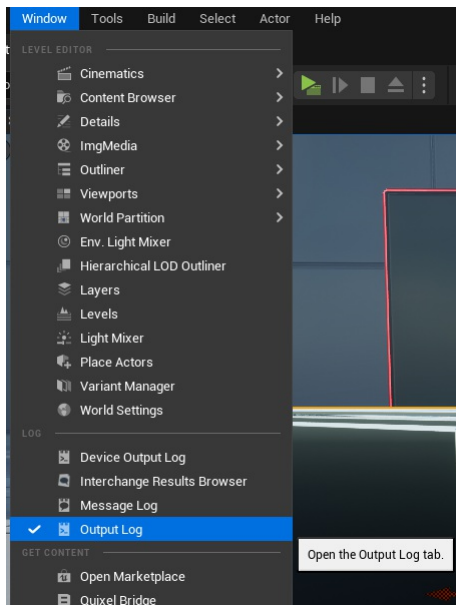 Window Tools Build Select Actor Help
LEVEL EDITOR
Cinematics
Content Browser
Details
ImgMedia
Outliner
Viewports
World Partition
Env. Light Mixer
Hierarchical LOD Outliner
Layers
Levels
Light Mixer
Place Actors
Variant Manager
World Settings
LOG
Device Output Log
Interchange Results Browser
Message Log
Output Log
Open the Output Log tab.
GET CONTENT
Open Marketplace
Quixel Bridge